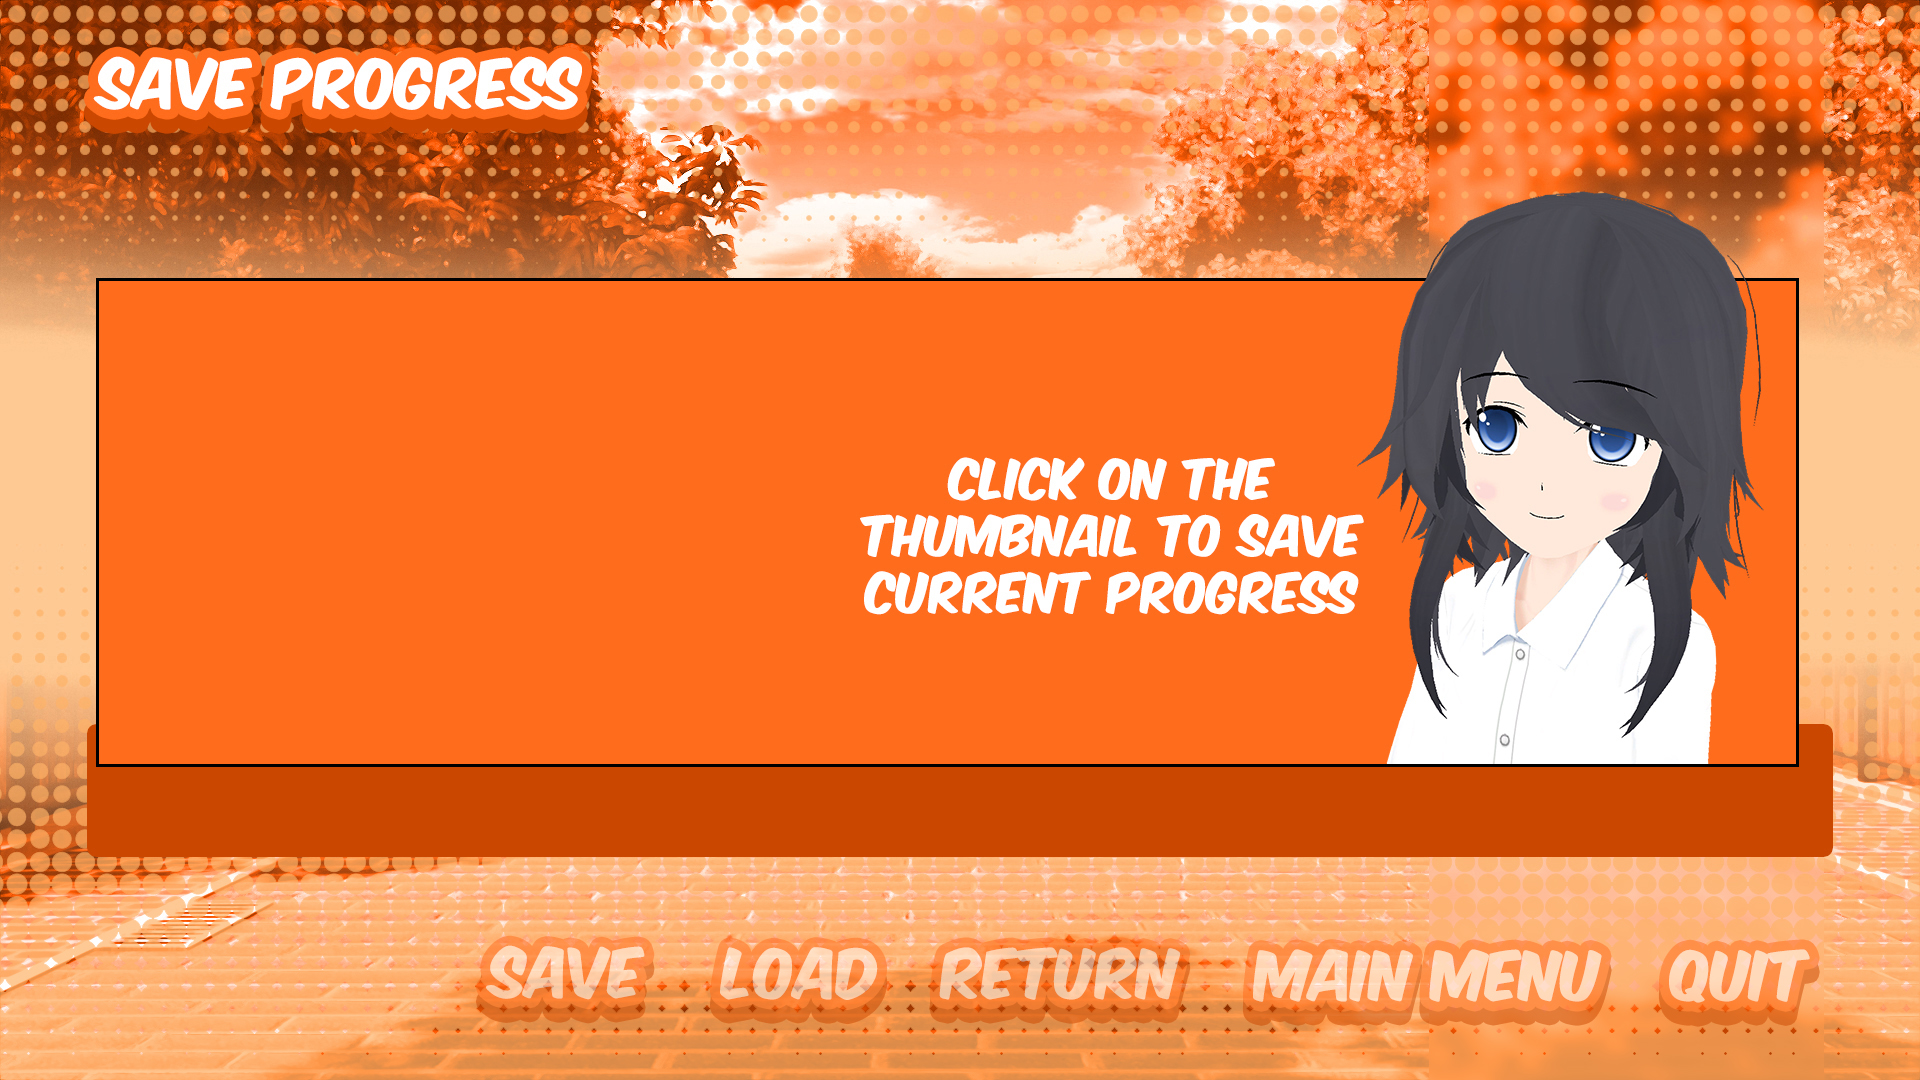 SAVE PROGRESS
CLICK ON THE
THUMBNAIL TO SAVE
CURRENT PROGRESS
SAVE LOAD RETURN MAIN MENU QUIT